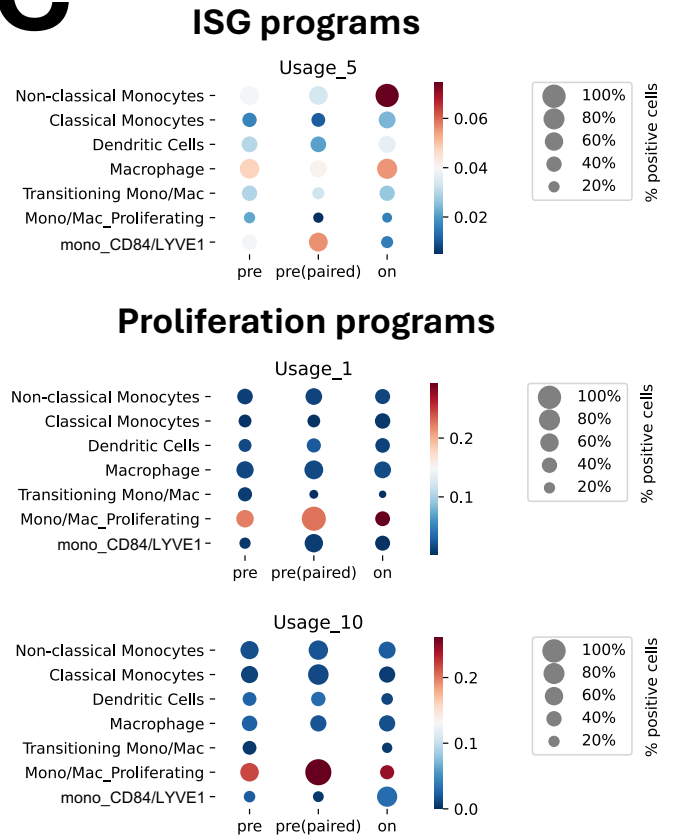 C
ISG programs
Usage_5
Non-classical Monocytes
Classical Monocytes
Dendritic Cells
Macrophage
Transitioning Mono/Mac
Mono/Mac_Proliferating
mono_CD84/LYVE1
pre pre(paired) on
0.06
0.04
0.02
100%
80%
60%
40%
20%
% positive cells
Proliferation programs
Usage_1
Non-classical Monocytes
Classical Monocytes
Dendritic Cells
Macrophage
Transitioning Mono/Mac
Mono/Mac_Proliferating
mono_CD84/LYVE1
pre pre(paired) on
0.2
0.1
100%
80%
60%
40%
20%
% positive cells
Usage_10
Non-classical Monocytes
Classical Monocytes
Dendritic Cells
Macrophage
Transitioning Mono/Mac
Mono/Mac_Proliferating
mono_CD84/LYVE1
pre pre(paired) on
0.2
0.1
0.0
100%
80%
60%
40%
20%
% positive cells